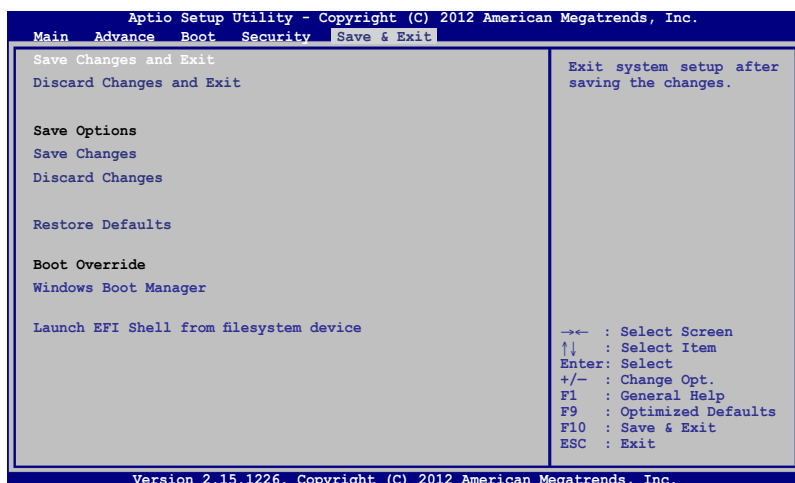 Aptio Setup Utility - Copyright (C) 2012 American Megatrends, Inc.
Main Advance Boot Security Save & Exit
Save Changes and Exit
Discard Changes and Exit
Save Options
Save Changes
Discard Changes
Restore Defaults
Boot Override
Windows Boot Manager
Launch EFI Shell from filesystem device
Exit system setup after
saving the changes.
→← : Select Screen
↑↓ : Select Item
Enter: Select
+/— : Change Opt.
F1 : General Help
F9 : Optimized Defaults
F10 : Save & Exit
ESC : Exit
Version 2.15.1226. Copyright (C) 2012 American Megatrends, Inc.